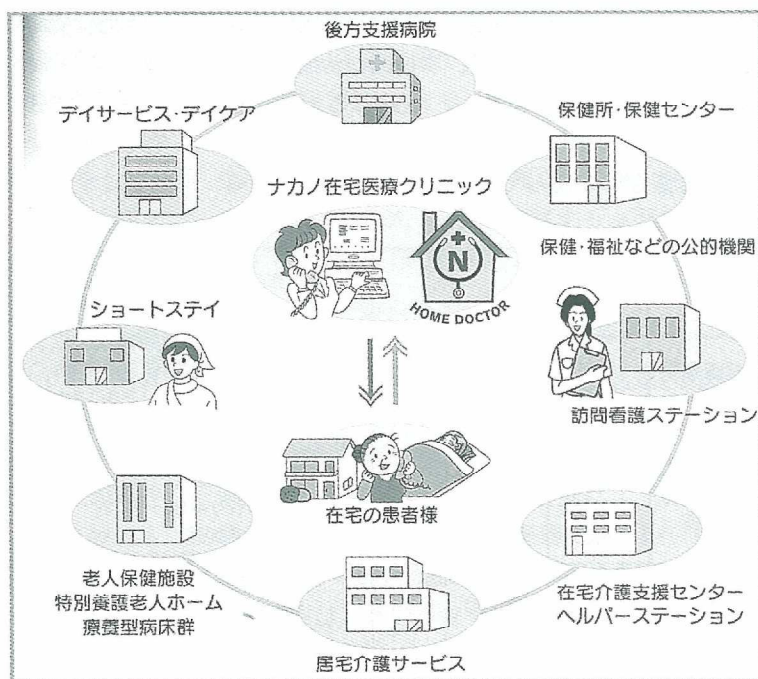 後方支援病院
デイサービス・デイケア
保健所・保健センター
ナカノ在宅医療クリニック
N
HOME DOCTOR
保健・福祉などの公的機関
ショートステイ
訪問看護ステーション
在宅の患者様
老人保健施設
特別養護老人ホーム
療養型病床群
在宅介護支援センター
ヘルパーステーション
居宅介護サービス